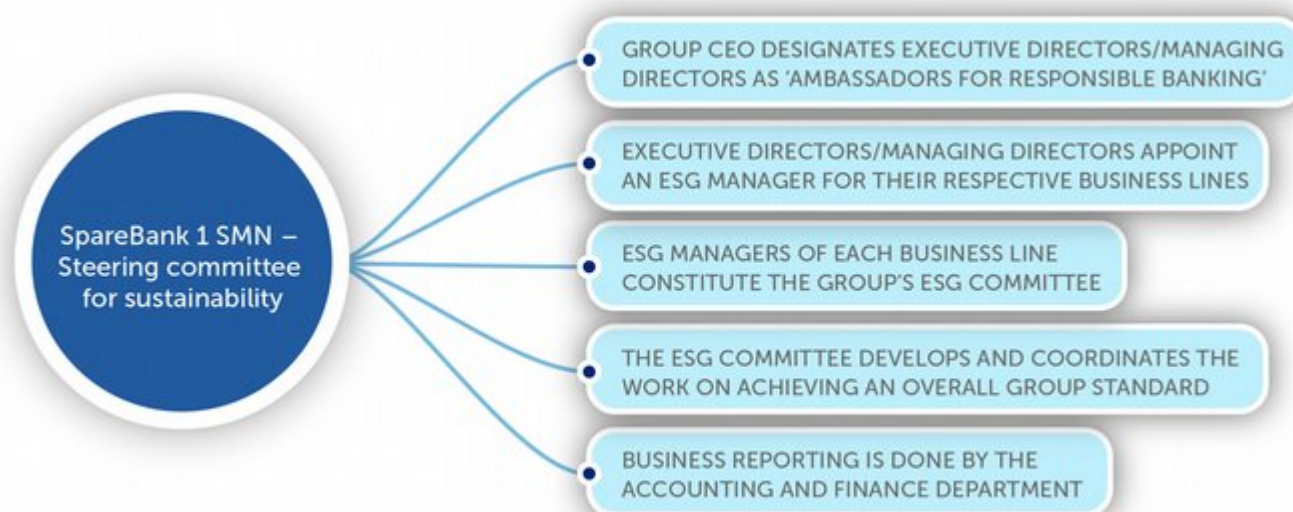 SpareBank 1 SMN –
Steering committee
for sustainability
GROUP CEO DESIGNATES EXECUTIVE DIRECTORS/MANAGING
DIRECTORS AS ‘AMBASSADORS FOR RESPONSIBLE BANKING’
EXECUTIVE DIRECTORS/MANAGING DIRECTORS APPOINT
AN ESG MANAGER FOR THEIR RESPECTIVE BUSINESS LINES
ESG MANAGERS OF EACH BUSINESS LINE
CONSTITUTE THE GROUP’S ESG COMMITTEE
THE ESG COMMITTEE DEVELOPS AND COORDINATES THE
WORK ON ACHIEVING AN OVERALL GROUP STANDARD
BUSINESS REPORTING IS DONE BY THE
ACCOUNTING AND FINANCE DEPARTMENT